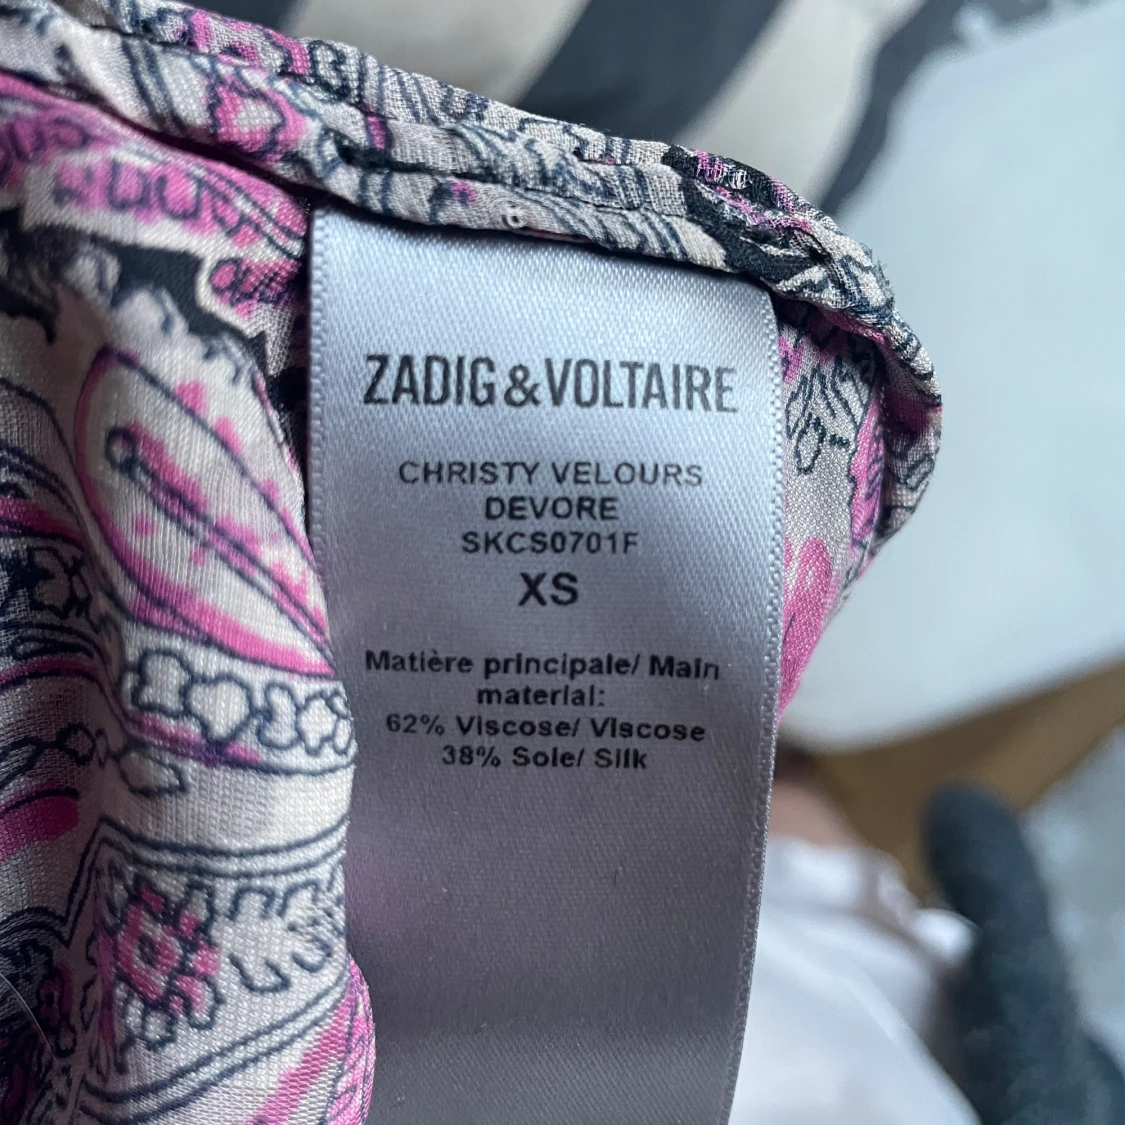 ZADIG&VOLTAIRE
CHRISTY VELOURS
DEVORE
SKCS0701F
XS
Matière principale/ Main
material:
62% Viscose/ Viscose
38% Soie/ Silk